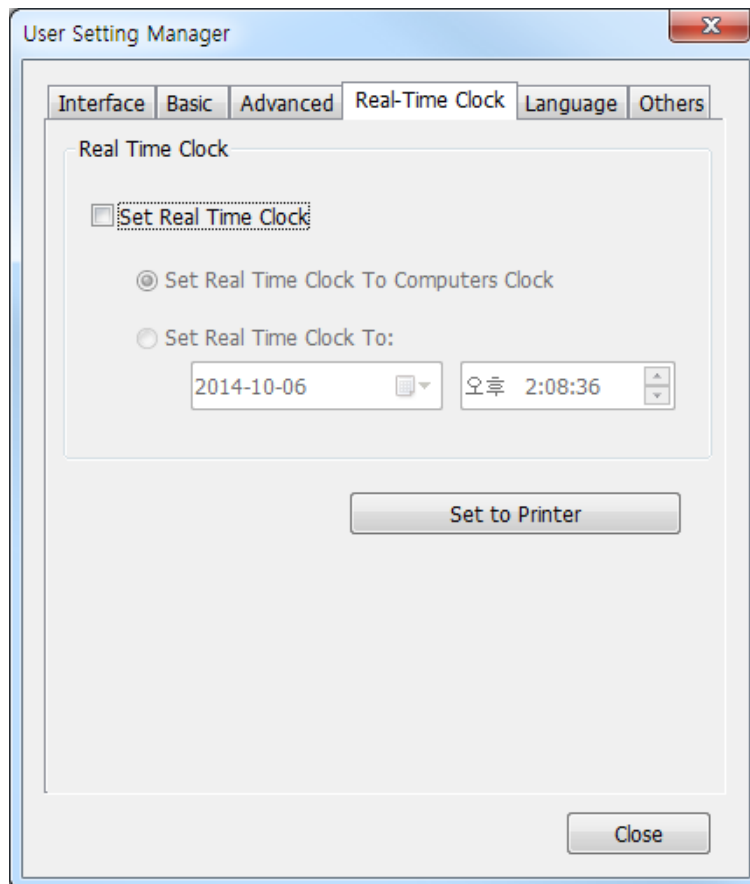 User Setting Manager
Interface Basic Advanced Real-Time Clock Language Others
Real Time Clock
Set Real Time Clock
Set Real Time Clock To Computers Clock
Set Real Time Clock To:
2014-10-06 오후 2:08:36
Set to Printer
Close